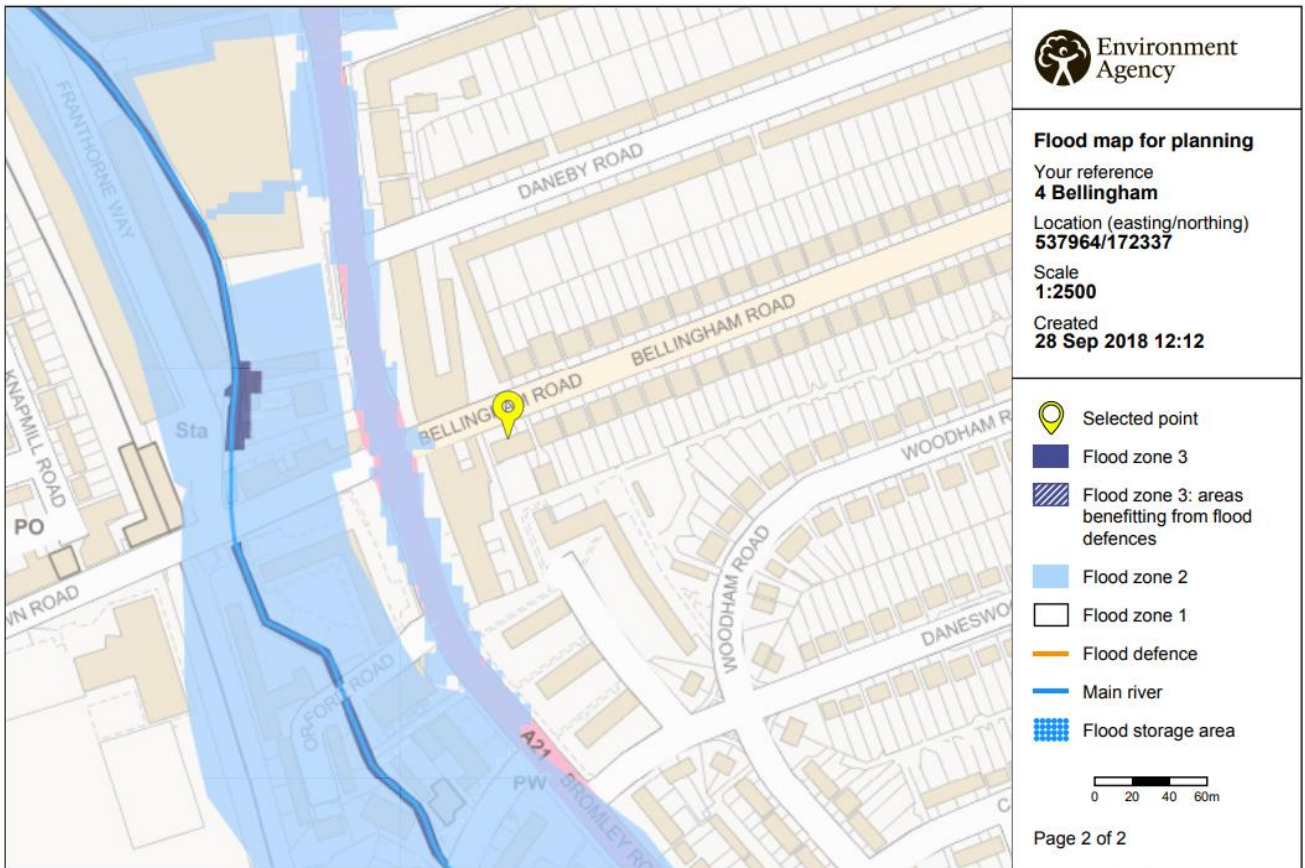 FRANTHORNE WAY
DANEBY ROAD
BELLINGHAM ROAD
BELLINGHAM ROAD
KNAPMILL ROAD
Sta
PO
WN ROAD
WOODHAM R
WOODHAM ROAD
DANESWO
ORFORD ROAD
A21
BROMLEY RO
PW
C
Environment
Agency
Flood map for planning
Your reference
4 Bellingham
Location (easting/northing)
537964/172337
Scale
1:2500
Created
28 Sep 2018 12:12
Selected point
Flood zone 3
Flood zone 3: areas
benefitting from flood
defences
Flood zone 2
Flood zone 1
Flood defence
Main river
Flood storage area
0 20 40 60m
Page 2 of 2